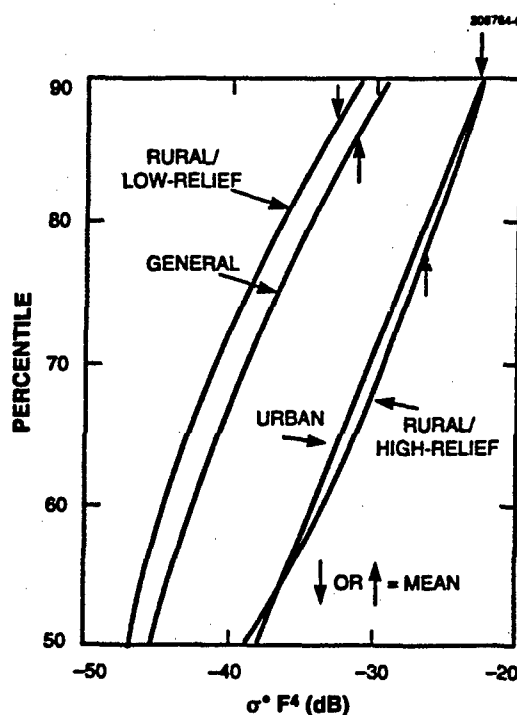 90
80
70
60
50
PERCENTILE
RURAL/
LOW-RELIEF
GENERAL
URBAN
RURAL/
HIGH-RELIEF
↓ OR ↑ = MEAN
–50
–40
–30
–20
σ° F⁴ (dB)